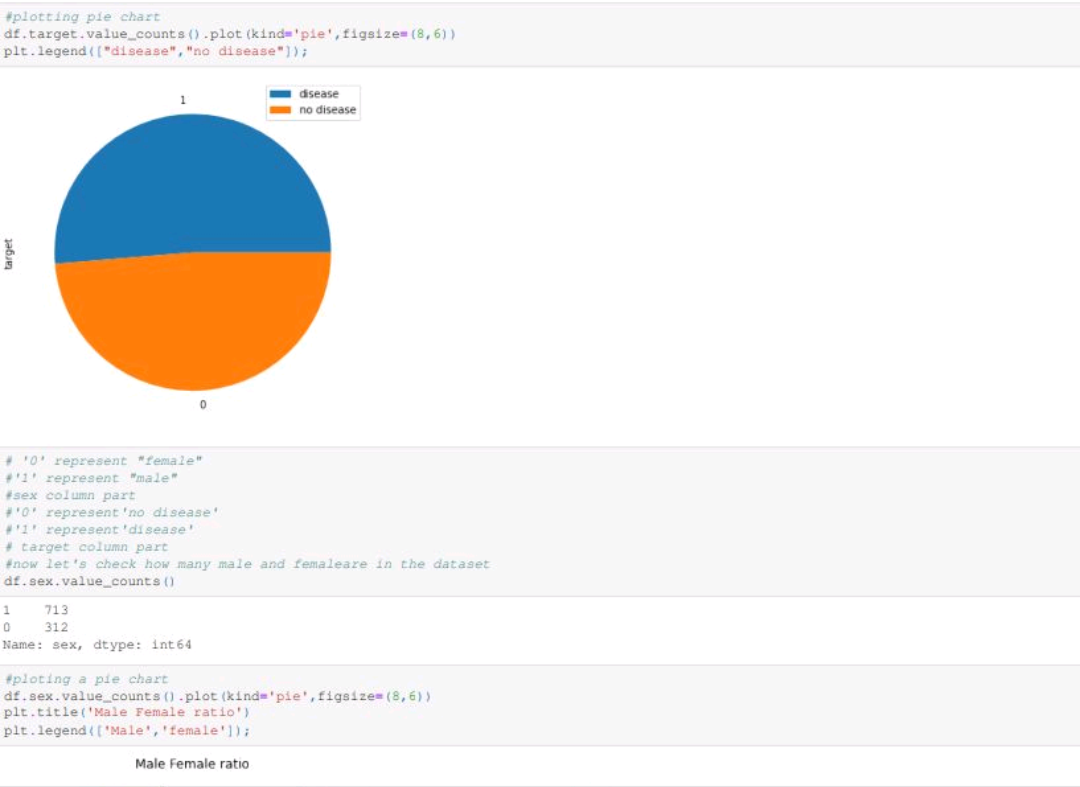 #plotting pie chart
df.target.value_counts().plot(kind='pie',figsize=(8,6))
plt.legend(["disease","no disease"]);
1
disease
no disease
target
0
# '0' represent "female"
#'1' represent "male"
#sex column part
#'0' represent'no disease'
#'1' represent'disease'
# target column part
#now let's check how many male and femaleare in the dataset
df.sex.value_counts()
1    713
0    312
Name: sex, dtype: int64
#ploting a pie chart
df.sex.value_counts().plot(kind='pie',figsize=(8,6))
plt.title('Male Female ratio')
plt.legend(['Male','female']);
Male Female ratio